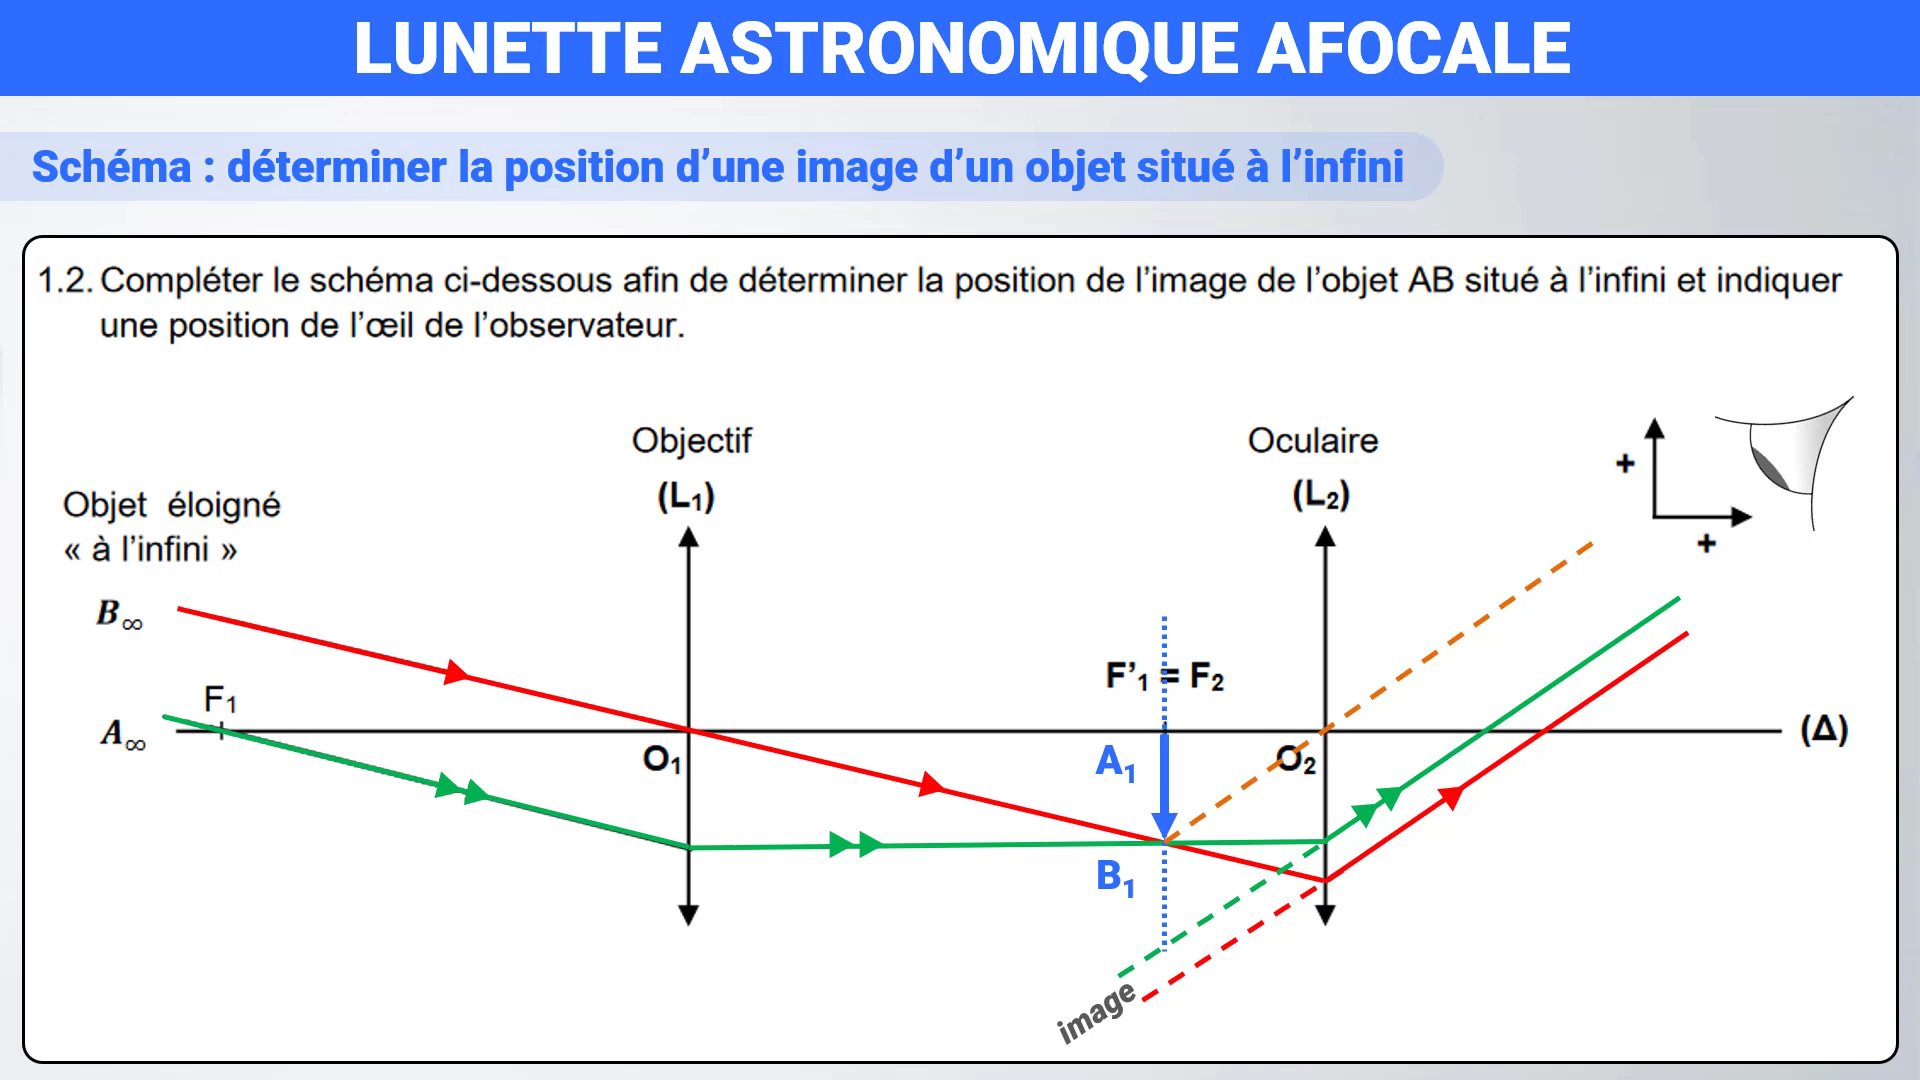 LUNETTE ASTRONOMIQUE AFOCALE
Schéma : déterminer la position d’une image d’un objet situé à l’infini
1.2. Compléter le schéma ci-dessous afin de déterminer la position de l’image de l’objet AB situé à l’infini et indiquer
une position de l’œil de l’observateur.
Objectif
(L₁)
Oculaire
(L₂)
+
+
Objet éloigné
« à l’infini »
B∞
F₁
A∞
O₁
F’₁ = F₂
A₁
O₂
(Δ)
B₁
image